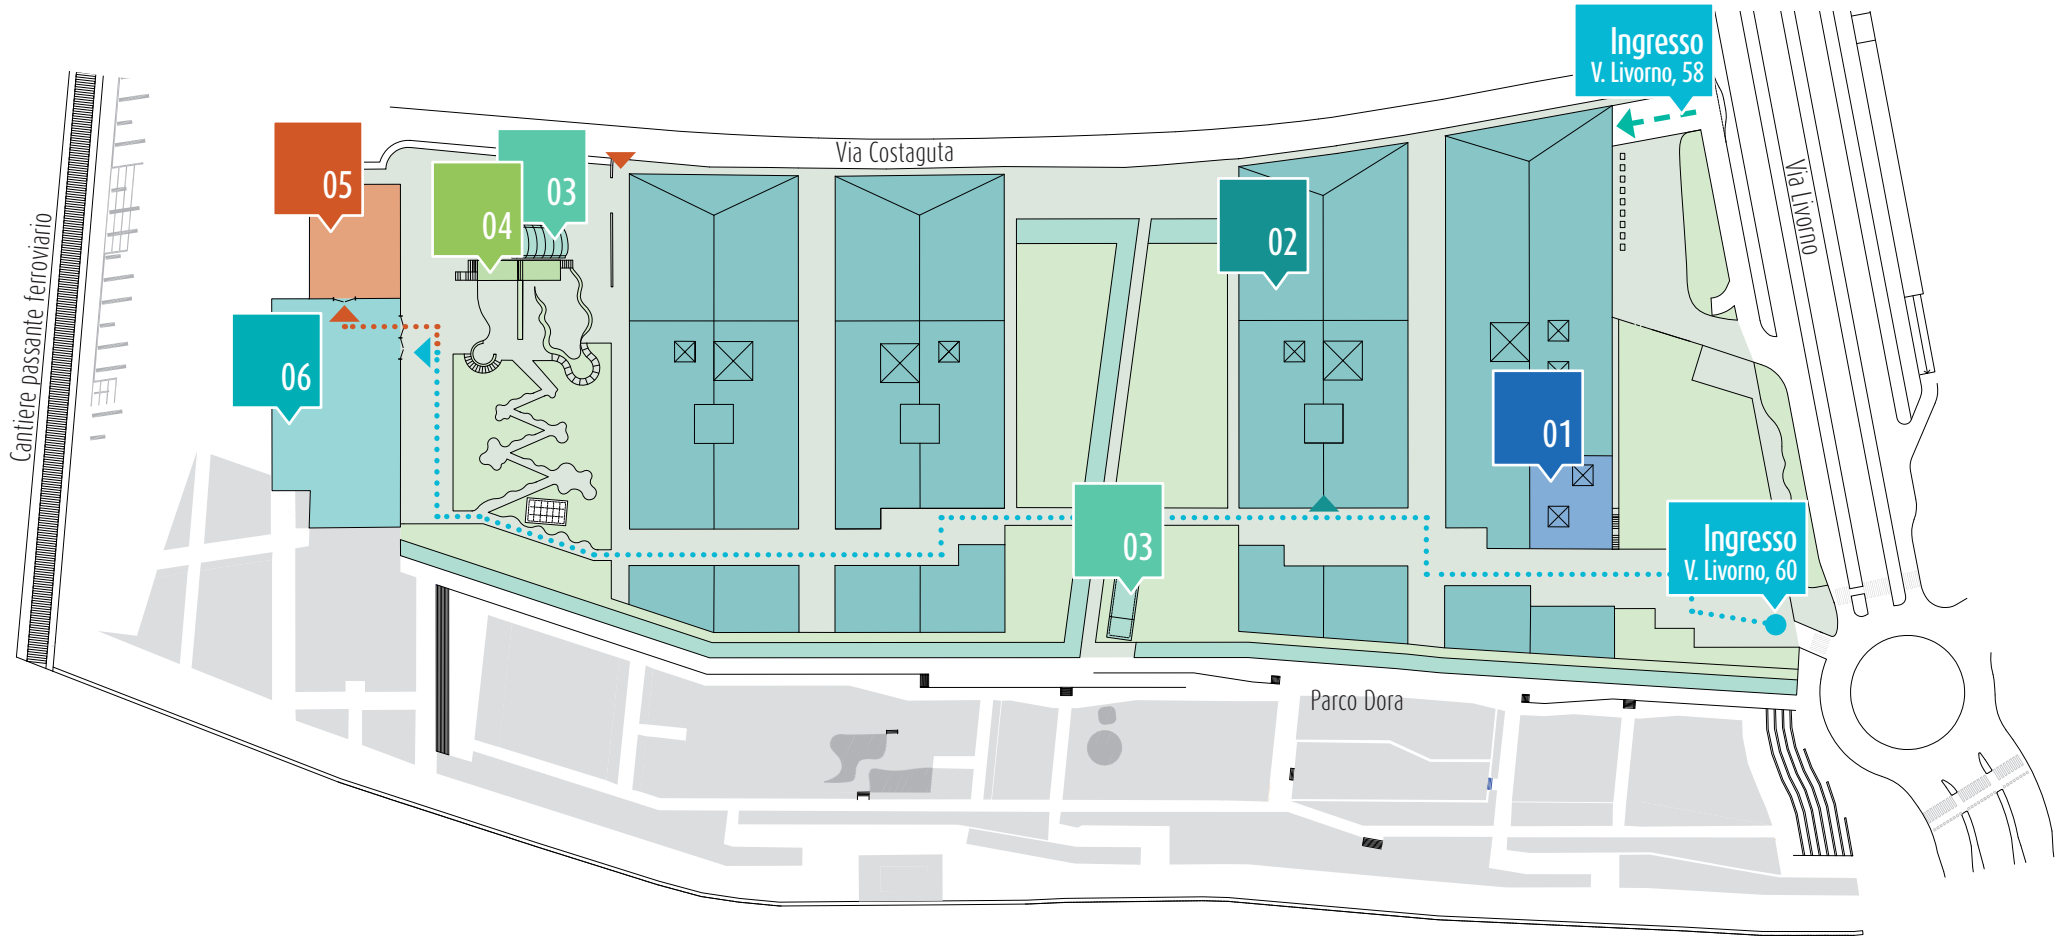 Ingresso
V. Livorno, 58
Via Costaguta
Via Livorno
05
03
04
02
Cantiere passante ferroviario
06
01
03
Ingresso
V. Livorno, 60
Parco Dora